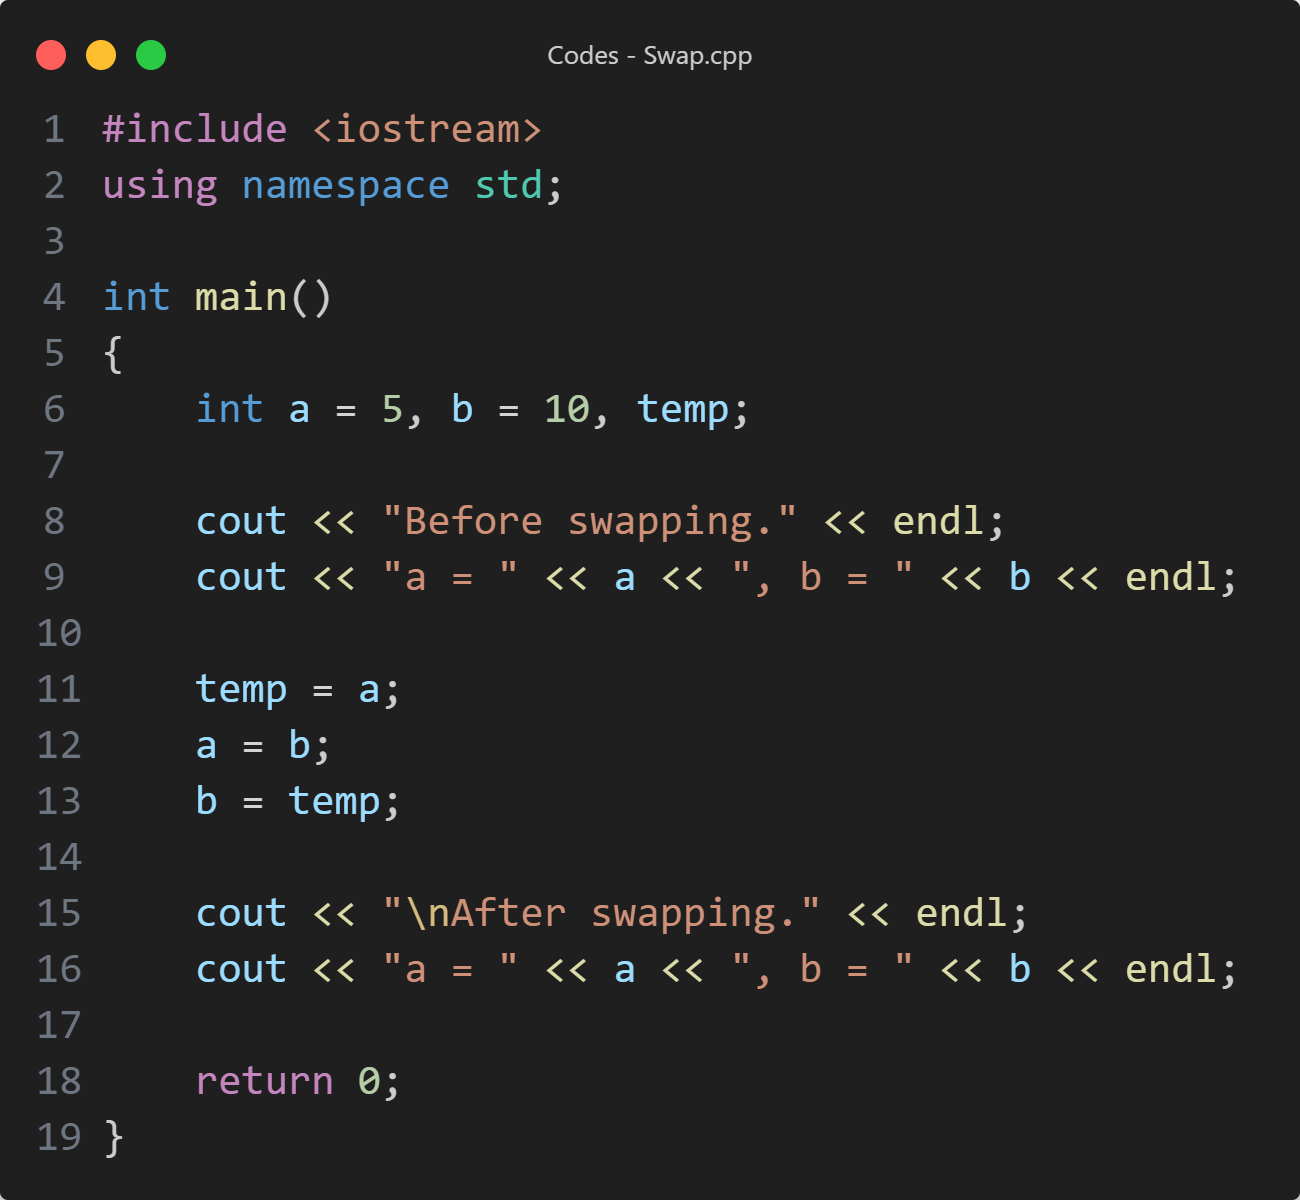 Codes - Swap.cpp
1 #include <iostream>
2 using namespace std;
3
4 int main()
5 {
6     int a = 5, b = 10, temp;
7
8     cout << "Before swapping." << endl;
9     cout << "a = " << a << ", b = " << b << endl;
10
11     temp = a;
12     a = b;
13     b = temp;
14
15     cout << "\nAfter swapping." << endl;
16     cout << "a = " << a << ", b = " << b << endl;
17
18     return 0;
19 }